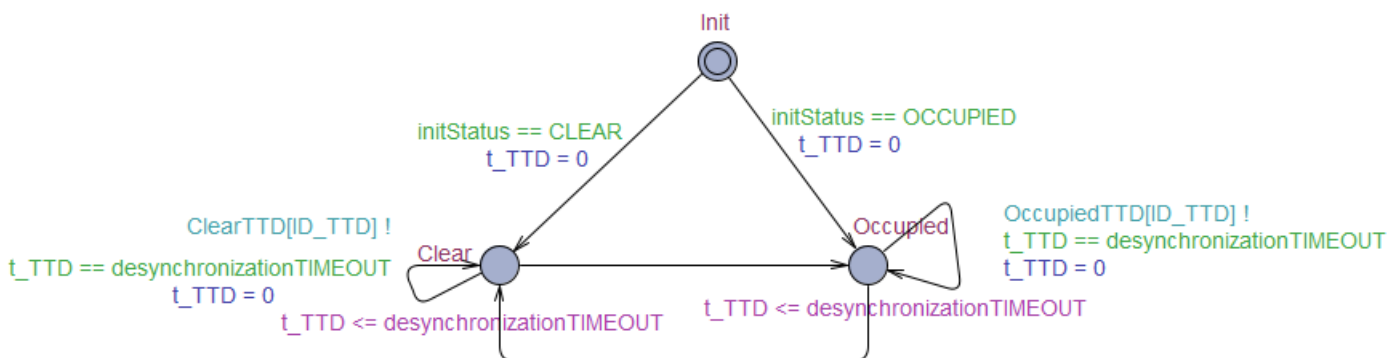 Init
initStatus == CLEAR
t_TTD = 0
initStatus == OCCUPIED
t_TTD = 0
ClearTTD[ID_TTD] !
t_TTD == desynchronizationTIMEOUT
t_TTD = 0
Clear
t_TTD <= desynchronizationTIMEOUT
Occupied
t_TTD <= desynchronizationTIMEOUT
OccupiedTTD[ID_TTD] !
t_TTD == desynchronizationTIMEOUT
t_TTD = 0